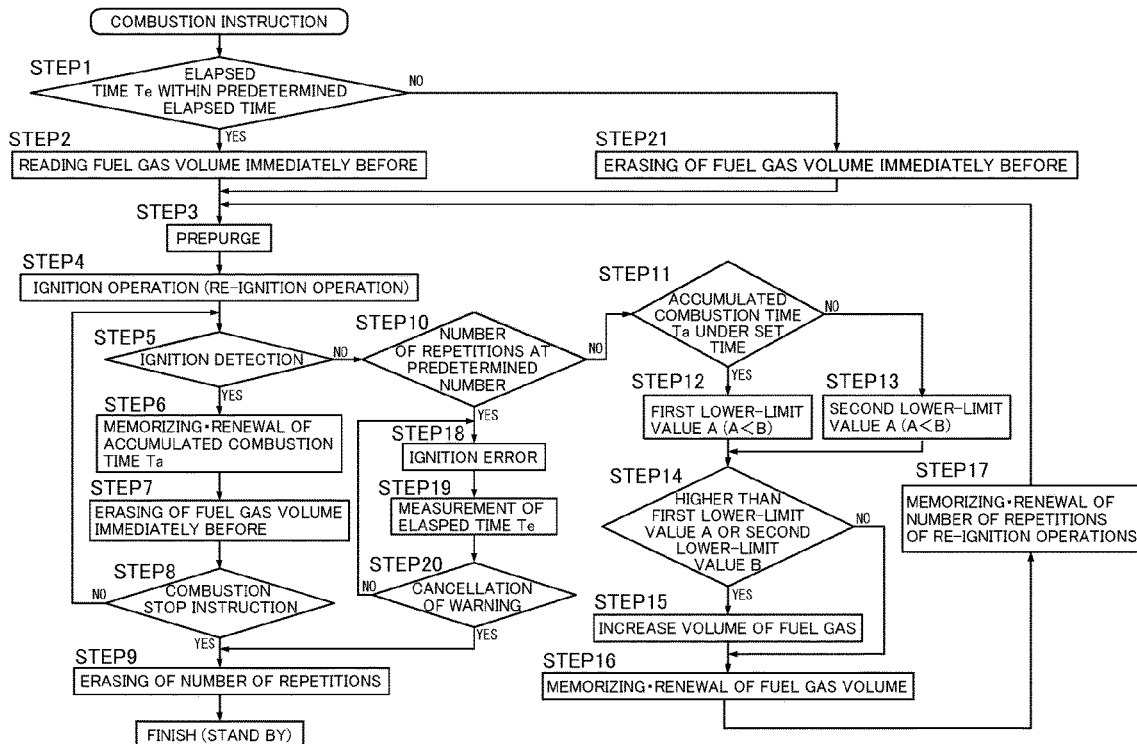 COMBUSTION INSTRUCTION
STEP1
ELAPSED
TIME Te WITHIN PREDETERMINED
ELAPSED TIME
NO
YES
STEP2
READING FUEL GAS VOLUME IMMEDIATELY BEFORE
STEP21
ERASING OF FUEL GAS VOLUME IMMEDIATELY BEFORE
STEP3
PREPURGE
STEP4
IGNITION OPERATION (RE-IGNITION OPERATION)
STEP5
IGNITION DETECTION
NO
YES
STEP6
MEMORIZING・RENEWAL OF
ACCUMULATED COMBUSTION
TIME Ta
STEP7
ERASING OF FUEL GAS VOLUME
IMMEDIATELY BEFORE
STEP8
COMBUSTION
STOP INSTRUCTION
NO
YES
STEP9
ERASING OF NUMBER OF REPETITIONS
FINISH (STAND BY)
STEP10
NUMBER
OF REPETITIONS AT
PREDETERMINED
NUMBER
NO
YES
STEP18
IGNITION ERROR
STEP19
MEASUREMENT OF
ELASPED TIME Te
STEP20
CANCELLATION
OF WARNING
NO
YES
STEP11
ACCUMULATED
COMBUSTION TIME
Ta UNDER SET
TIME
NO
YES
STEP12
FIRST LOWER-LIMIT
VALUE A (A<B)
STEP13
SECOND LOWER-LIMIT
VALUE A (A<B)
STEP14
HIGHER THAN
FIRST LOWER-LIMIT
VALUE A OR SECOND
LOWER-LIMIT
VALUE B
NO
YES
STEP15
INCREASE VOLUME OF FUEL GAS
STEP16
MEMORIZING・RENEWAL OF FUEL GAS VOLUME
STEP17
MEMORIZING・RENEWAL OF
NUMBER OF REPETITIONS
OF RE-IGNITION OPERATIONS